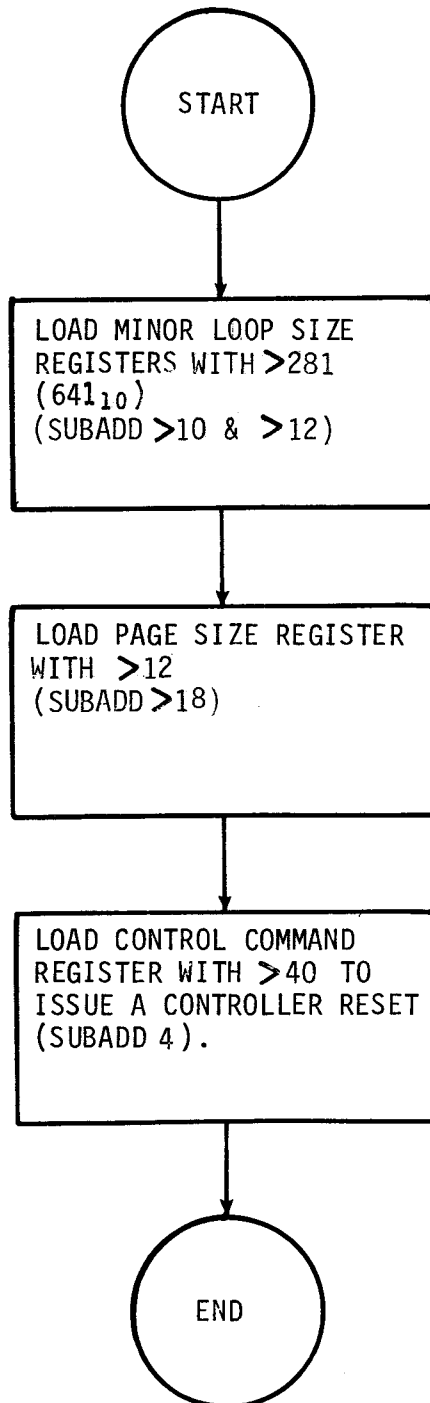 START
LOAD MINOR LOOP SIZE
REGISTERS WITH >281
(641₁₀)
(SUBADD >10 & >12)
LOAD PAGE SIZE REGISTER
WITH >12
(SUBADD >18)
LOAD CONTROL COMMAND
REGISTER WITH >40 TO
ISSUE A CONTROLLER RESET
(SUBADD 4).
END